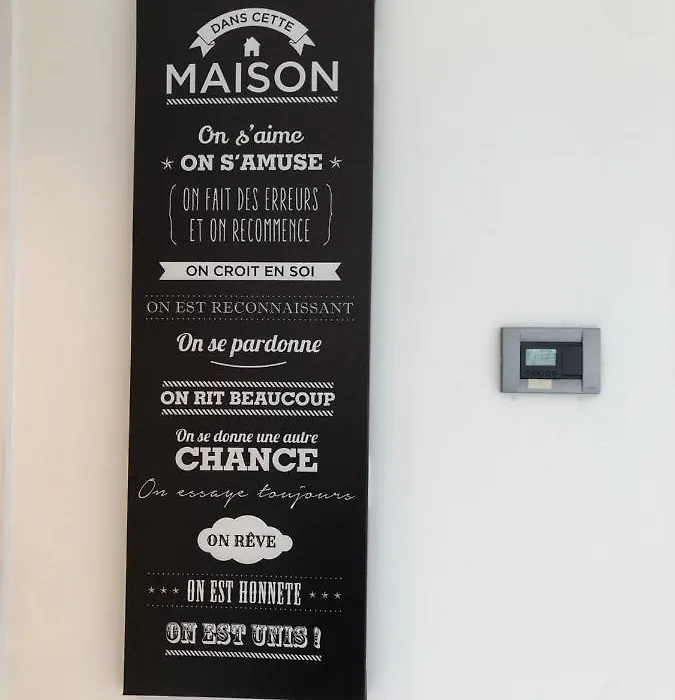 DANS CETTE
MAISON
On s'aime
ON S'AMUSE
ON FAIT DES ERREURS
ET ON RECOMMENCE
ON CROIT EN SOI
ON EST RECONNAISSANT
On se pardonne
ON RIT BEAUCOUP
On se donne une autre
CHANCE
On essaye toujours
ON RÊVE
ON EST HONNETE
ON EST UNIS !